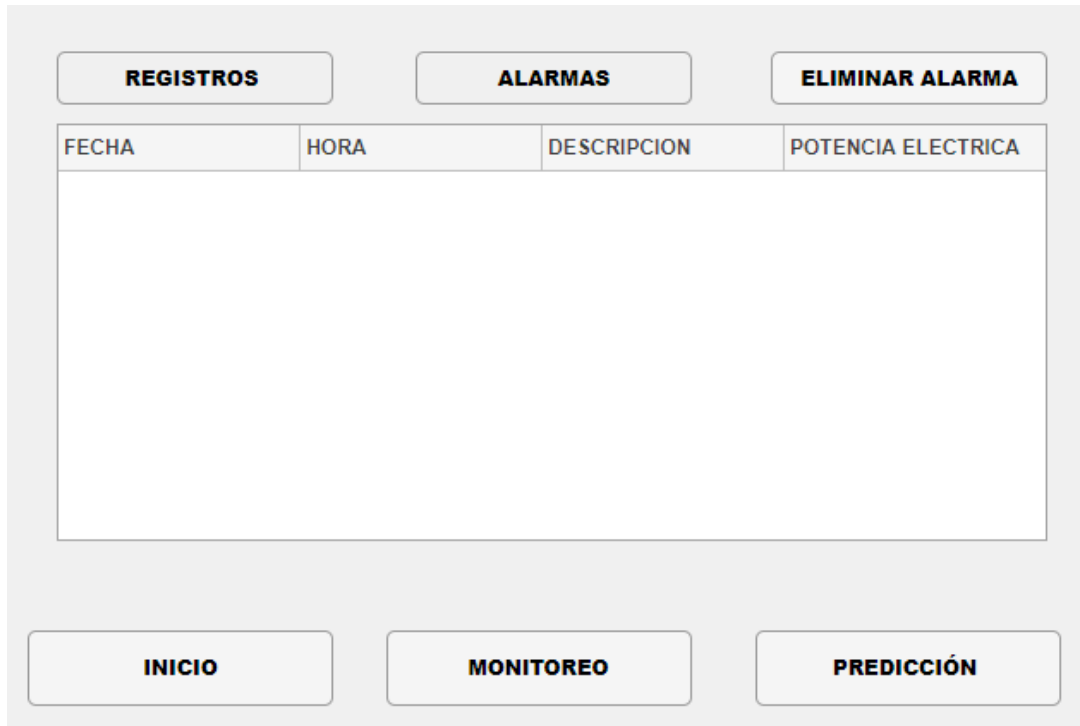 REGISTROS ALARMAS ELIMINAR ALARMA
FECHA HORA DESCRIPCION POTENCIA ELECTRICA
INICIO MONITOREO PREDICCIÓN